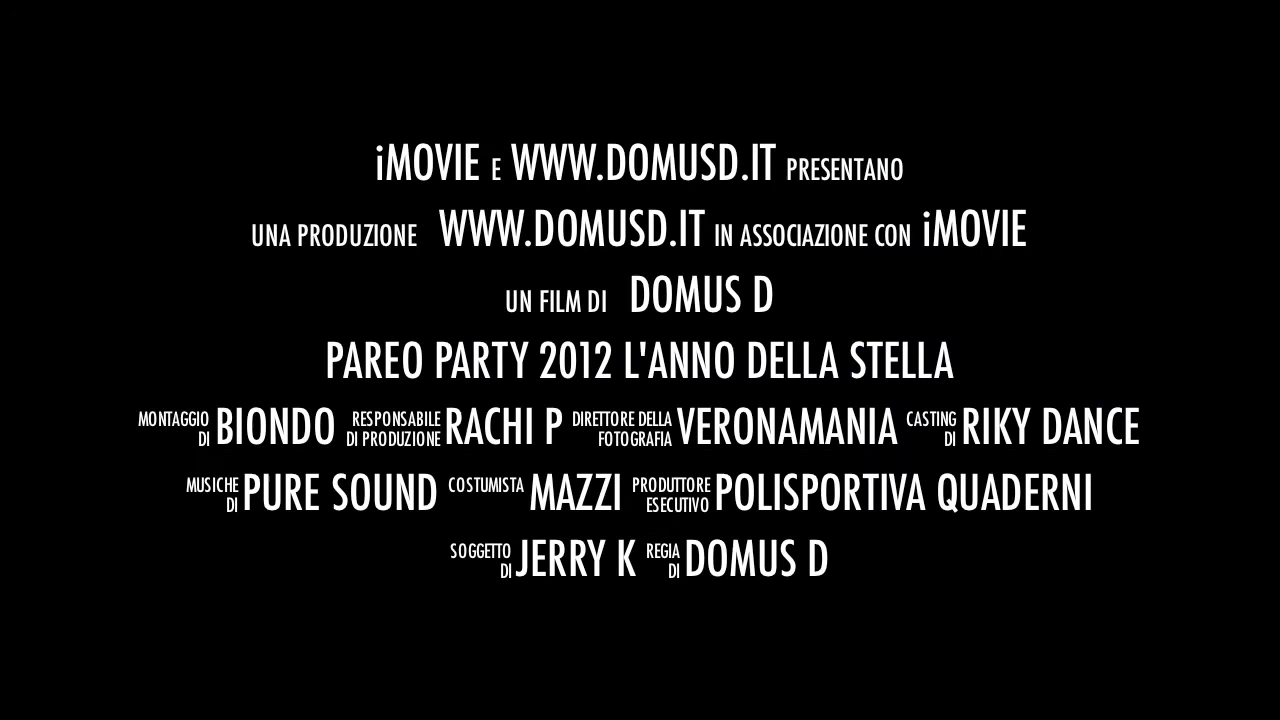 iMOVIE E WWW.DOMUSD.IT PRESENTANO
UNA PRODUZIONE WWW.DOMUSD.IT IN ASSOCIAZIONE CON iMOVIE
UN FILM DI DOMUS D
PAREO PARTY 2012 L'ANNO DELLA STELLA
MONTAGGIO DI BIONDO RESPONSABILE DI PRODUZIONE RACHI P DIRETTORE DELLA FOTOGRAFIA VERONAMANIA CASTING DI RIKY DANCE
MUSICHE DI PURE SOUND COSTUMISTA MAZZI PRODUTTORE ESECUTIVO POLISPORTIVA QUADERNI
SOGGETTO DI JERRY K REGIA DI DOMUS D